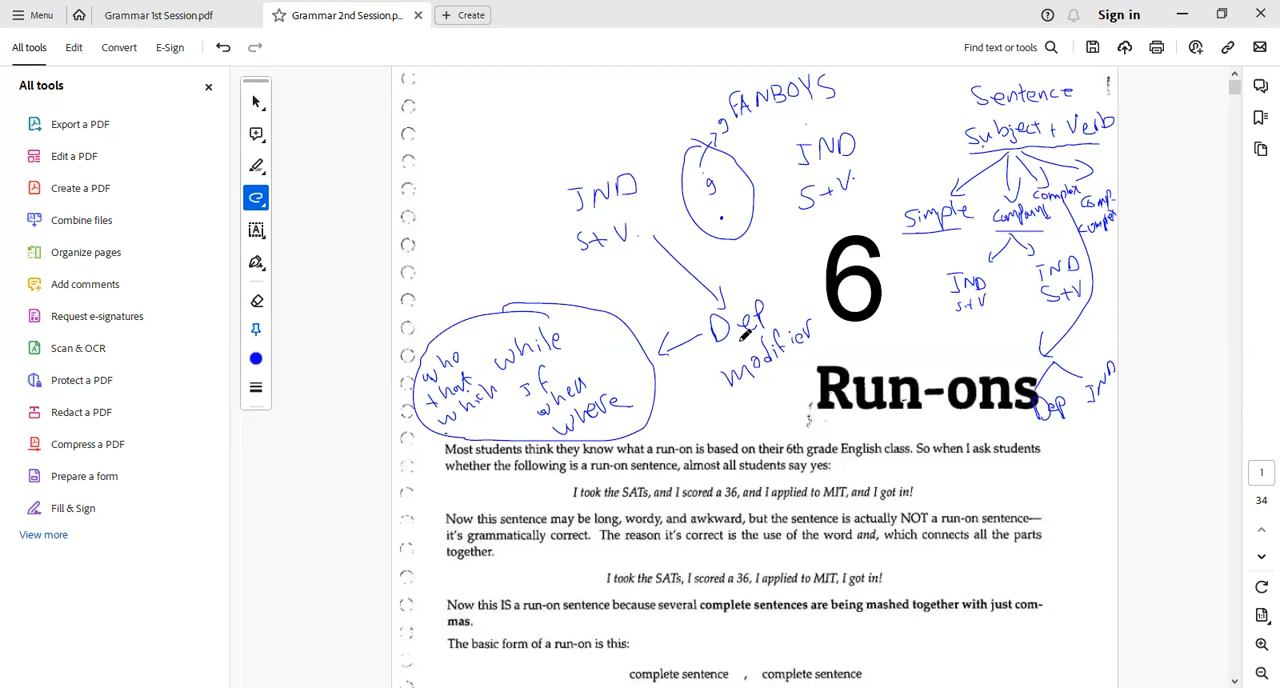 Menu
Grammar 1st Session.pdf
Grammar 2nd Session.p...
Create
Sign in
All tools
Edit
Convert
E-Sign
Find text or tools
All tools
Export a PDF
Edit a PDF
Create a PDF
Combine files
Organize pages
Add comments
Request e-signatures
Scan & OCR
Protect a PDF
Redact a PDF
Compress a PDF
Prepare a form
Fill & Sign
View more
, FANBOYS
IND
S+V.
,
.
IND
S+V.
Sentence
Subject + Verb
Simple
Compound
Complex
Comp-
complex
IND
S+V
IND
S+V
Dep
IND
Dep
modifier
who
that
which
while
if
when
where
6
Run-ons
Most students think they know what a run-on is based on their 6th grade English class. So when I ask students
whether the following is a run-on sentence, almost all students say yes:
I took the SATs, and I scored a 36, and I applied to MIT, and I got in!
Now this sentence may be long, wordy, and awkward, but the sentence is actually NOT a run-on sentence—
it's grammatically correct. The reason it's correct is the use of the word and, which connects all the parts
together.
I took the SATs, I scored a 36, I applied to MIT, I got in!
Now this IS a run-on sentence because several complete sentences are being mashed together with just com-
mas.
The basic form of a run-on is this:
complete sentence , complete sentence
1
34